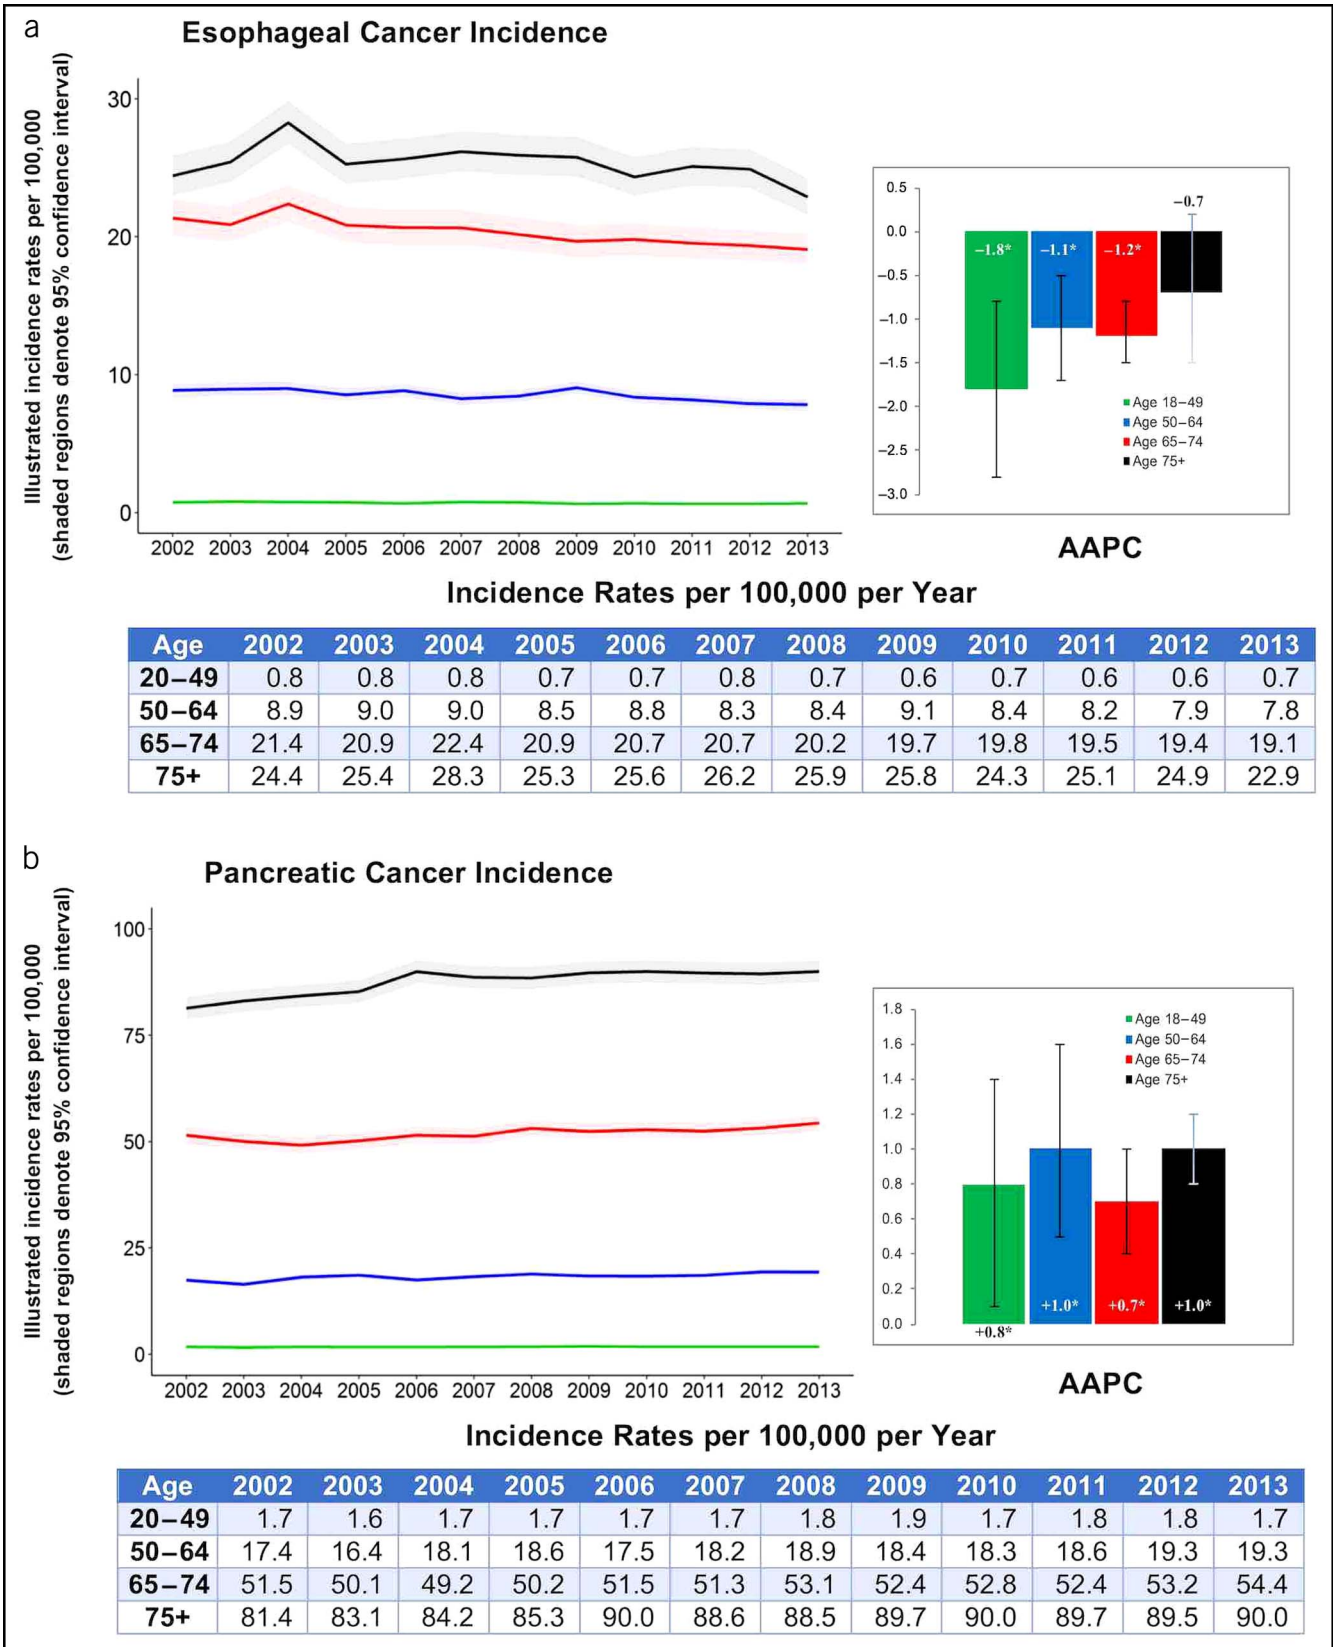 a
Esophageal Cancer Incidence
Illustrated incidence rates per 100,000
(shaded regions denote 95% confidence interval)
30
20
10
0
2002 2003 2004 2005 2006 2007 2008 2009 2010 2011 2012 2013
0.5
0.0
–0.5
–1.0
–1.5
–2.0
–2.5
–3.0
–1.8*
–1.1*
–1.2*
–0.7
Age 18–49
Age 50–64
Age 65–74
Age 75+
AAPC
Incidence Rates per 100,000 per Year
Age 2002 2003 2004 2005 2006 2007 2008 2009 2010 2011 2012 2013
20–49 0.8 0.8 0.8 0.7 0.7 0.8 0.7 0.6 0.7 0.6 0.6 0.7
50–64 8.9 9.0 9.0 8.5 8.8 8.3 8.4 9.1 8.4 8.2 7.9 7.8
65–74 21.4 20.9 22.4 20.9 20.7 20.7 20.2 19.7 19.8 19.5 19.4 19.1
75+ 24.4 25.4 28.3 25.3 25.6 26.2 25.9 25.8 24.3 25.1 24.9 22.9
b
Pancreatic Cancer Incidence
Illustrated incidence rates per 100,000
(shaded regions denote 95% confidence interval)
100
75
50
25
0
2002 2003 2004 2005 2006 2007 2008 2009 2010 2011 2012 2013
1.8
1.6
1.4
1.2
1.0
0.8
0.6
0.4
0.2
0.0
Age 18–49
Age 50–64
Age 65–74
Age 75+
+0.8*
+1.0*
+0.7*
+1.0*
AAPC
Incidence Rates per 100,000 per Year
Age 2002 2003 2004 2005 2006 2007 2008 2009 2010 2011 2012 2013
20–49 1.7 1.6 1.7 1.7 1.7 1.7 1.8 1.9 1.7 1.8 1.8 1.7
50–64 17.4 16.4 18.1 18.6 17.5 18.2 18.9 18.4 18.3 18.6 19.3 19.3
65–74 51.5 50.1 49.2 50.2 51.5 51.3 53.1 52.4 52.8 52.4 53.2 54.4
75+ 81.4 83.1 84.2 85.3 90.0 88.6 88.5 89.7 90.0 89.7 89.5 90.0